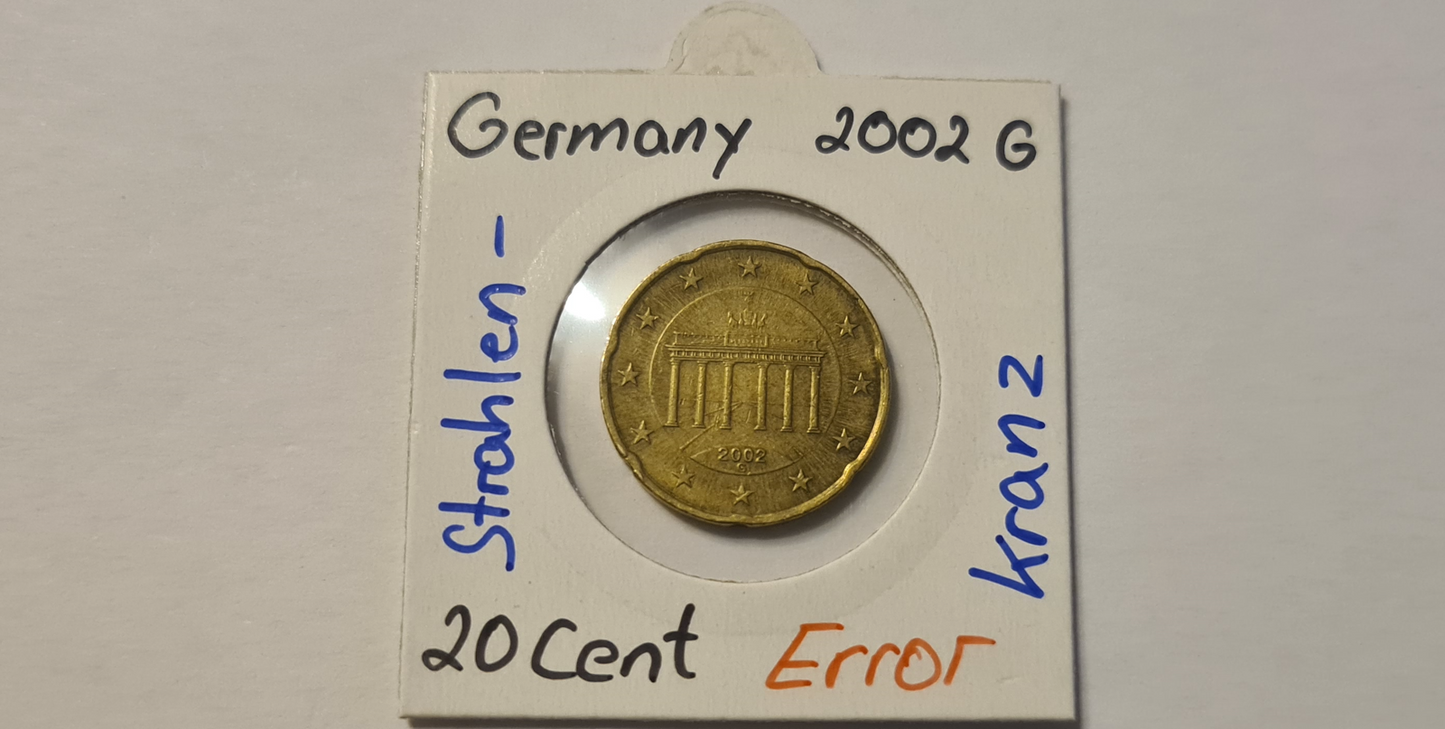 Germany 2002 G
Strahlen-
kranz
2002
G
20 Cent Error